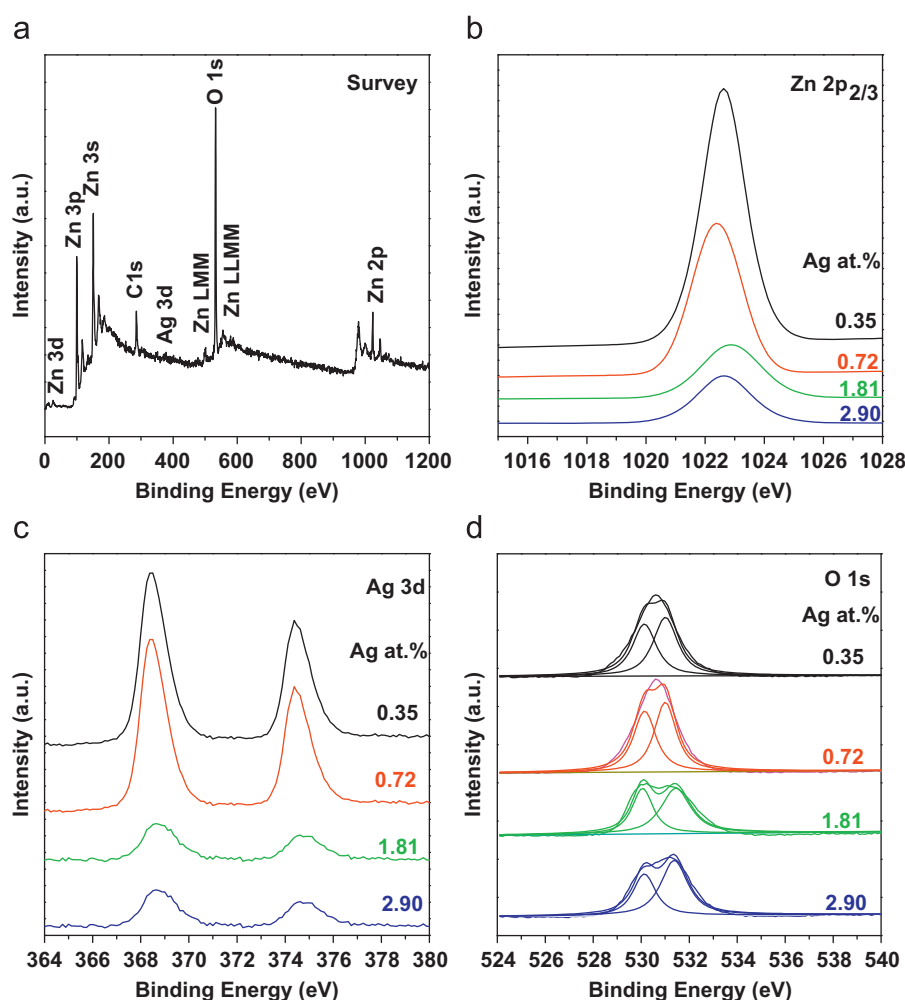 a
Survey
Zn 3d
Zn 3p
Zn 3s
C1s
Ag 3d
Zn LMM
O 1s
Zn LLMM
Zn 2p
Intensity (a.u.)
0 200 400 600 800 1000 1200
Binding Energy (eV)
b
Zn 2p2/3
Ag at.%
0.35
0.72
1.81
2.90
Intensity (a.u.)
1016 1018 1020 1022 1024 1026 1028
Binding Energy (eV)
c
Ag 3d
Ag at.%
0.35
0.72
1.81
2.90
Intensity (a.u.)
364 366 368 370 372 374 376 378 380
Binding Energy (eV)
d
O 1s
Ag at.%
0.35
0.72
1.81
2.90
Intensity (a.u.)
524 526 528 530 532 534 536 538 540
Binding Energy (eV)